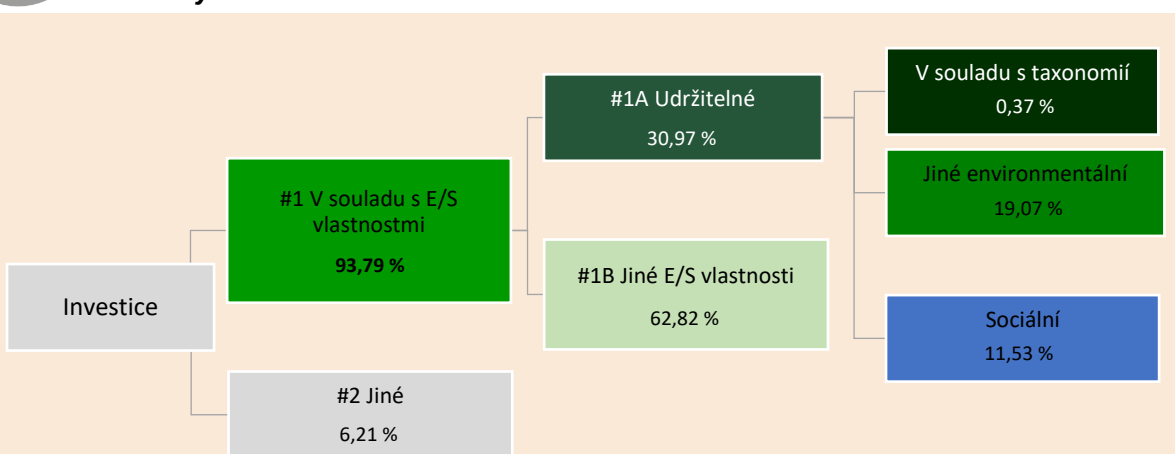 Investice
#1 V souladu s E/S
vlastnostmi
93,79 %
#2 Jiné
6,21 %
#1A Udržitelné
30,97 %
#1B Jiné E/S vlastnosti
62,82 %
V souladu s taxonomií
0,37 %
Jiné environmentální
19,07 %
Sociální
11,53 %